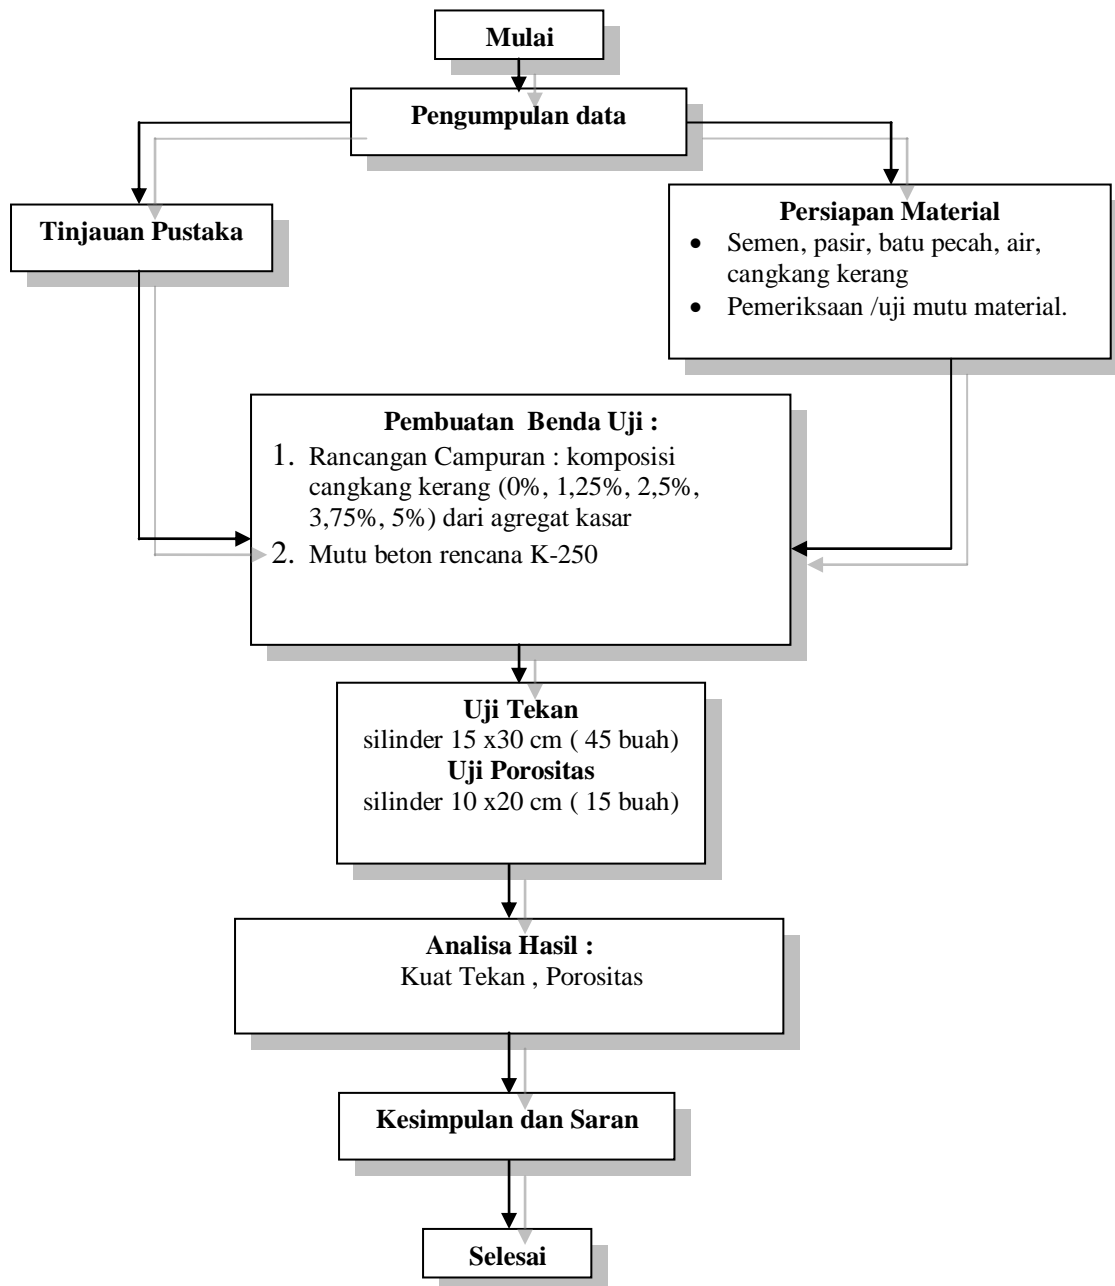 Mulai
Pengumpulan data
Tinjauan Pustaka
Persiapan Material
• Semen, pasir, batu pecah, air,
cangkang kerang
• Pemeriksaan /uji mutu material.
Pembuatan Benda Uji :
1. Rancangan Campuran : komposisi
cangkang kerang (0%, 1,25%, 2,5%,
3,75%, 5%) dari agregat kasar
2. Mutu beton rencana K-250
Uji Tekan
silinder 15 x30 cm ( 45 buah)
Uji Porositas
silinder 10 x20 cm ( 15 buah)
Analisa Hasil :
Kuat Tekan , Porositas
Kesimpulan dan Saran
Selesai